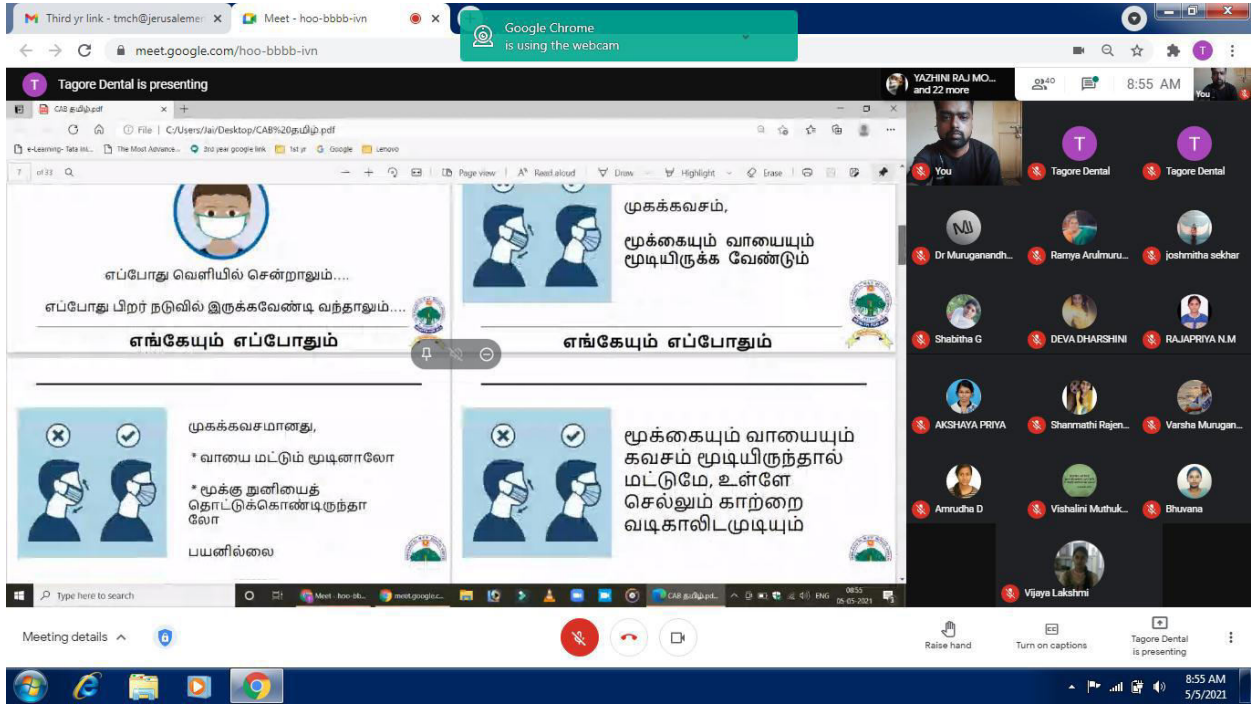 Third yr link - tmch@jerusalemer
Meet - hoo-bbbb-ivn
Google Chrome
is using the webcam
meet.google.com/hoo-bbbb-ivn
T
T Tagore Dental is presenting
YAZHINI RAJ MO...
and 22 more
40
8:55 AM
You
CAB தமிழ்.pdf
File | C:/Users/Jai/Desktop/CAB%20தமிழ்.pdf
e-Learning- Tata Ini... The Most Advance... 3rd year google link 1st yr Google Lenovo
7 of 31 Page view Read aloud Draw Highlight Erase
எப்போது வெளியில் சென்றாலும்....
எப்போது பிறர் நடுவில் இருக்கவேண்டி வந்தாலும்....
எங்கேயும் எப்போதும்
முகக்கவசம்,
மூக்கையும் வாயையும்
மூடியிருக்க வேண்டும்
எங்கேயும் எப்போதும்
முகக்கவசமானது,
* வாயை மட்டும் மூடினாலோ
* மூக்கு நுனியைத்
தொட்டுக்கொண்டிருந்தா
லோ
பயனில்லை
மூக்கையும் வாயையும்
கவசம் மூடியிருந்தால்
மட்டுமே, உள்ளே
செல்லும் காற்றை
வடிகாலிடமுடியும்
You
T
Tagore Dental
T
Tagore Dental
Dr Muruganandh...
Ramya Arulmuru...
joshmitha sekhar
Shabitha G
DEVA DHARSHINI
RAJAPRIYA N.M
AKSHAYA PRIYA
Shanmathi Rajen...
Varsha Murugan...
Amrudha D
Vishalini Muthuk...
Bhuvana
Vijaya Lakshmi
Type here to search
Meet - hoo-bb...
meet.google.c...
CAB தமிழ்.pd...
ENG
0855
05-05-2021
Meeting details
Raise hand
Turn on captions
Tagore Dental
is presenting
8:55 AM
5/5/2021